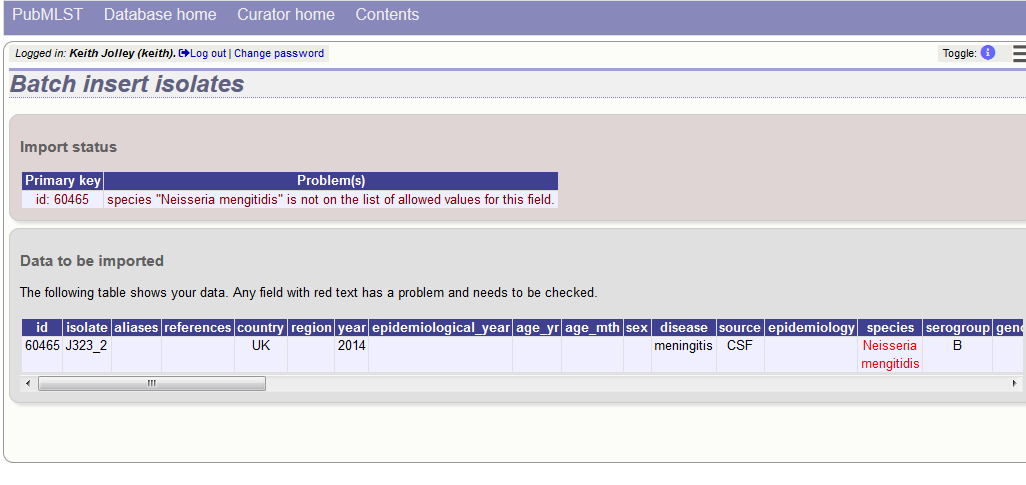 PubMLST Database home Curator home Contents
Logged in: Keith Jolley (keith). Log out | Change password Toggle: i
Batch insert isolates
Import status
Primary key Problem(s)
id: 60465 species "Neisseria mengitidis" is not on the list of allowed values for this field.
Data to be imported
The following table shows your data. Any field with red text has a problem and needs to be checked.
id isolate aliases references country region year epidemiological_year age_yr age_mth sex disease source epidemiology species serogroup geno
60465 J323_2 UK 2014 meningitis CSF Neisseria B
mengitidis